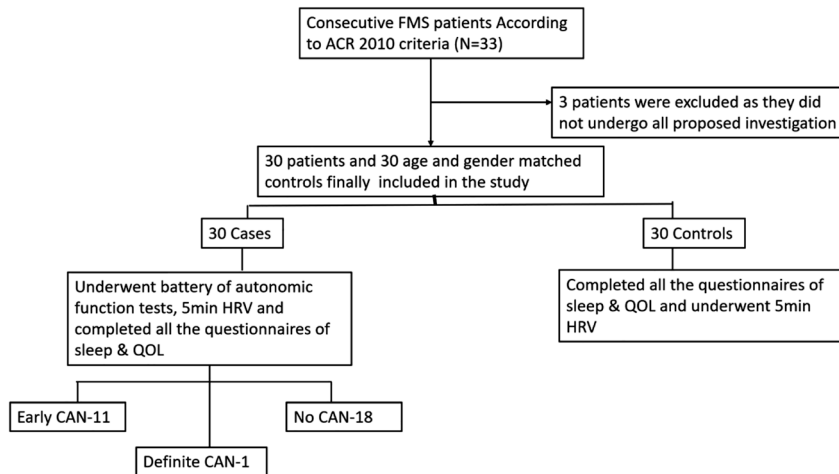 Consecutive FMS patients According
to ACR 2010 criteria (N=33)
3 patients were excluded as they did
not undergo all proposed investigation
30 patients and 30 age and gender matched
controls finally included in the study
30 Cases
30 Controls
Underwent battery of autonomic
function tests, 5min HRV and
completed all the questionnaires of
sleep & QOL
Completed all the questionnaires of
sleep & QOL and underwent 5min
HRV
Early CAN-11
No CAN-18
Definite CAN-1